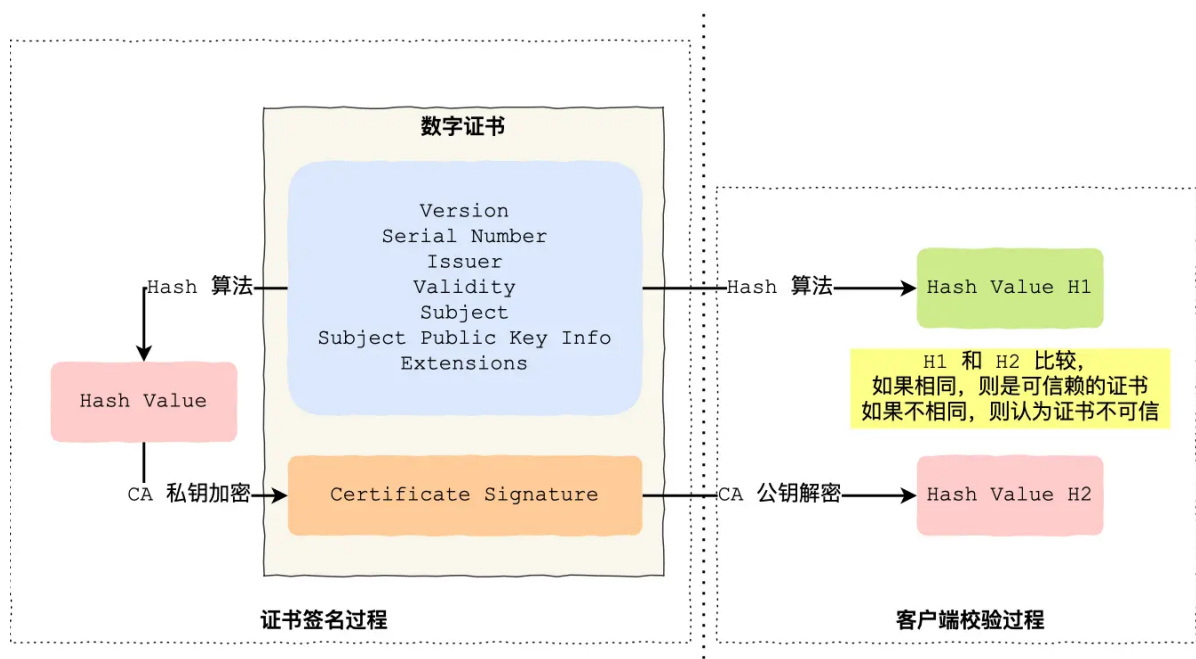 数字证书
Version
Serial Number
Issuer
Validity
Subject
Subject Public Key Info
Extensions
Hash 算法
Hash Value
CA 私钥加密
Certificate Signature
证书签名过程
Hash 算法
Hash Value H1
H1 和 H2 比较，
如果相同，则是可信赖的证书
如果不相同，则认为证书不可信
CA 公钥解密
Hash Value H2
客户端校验过程